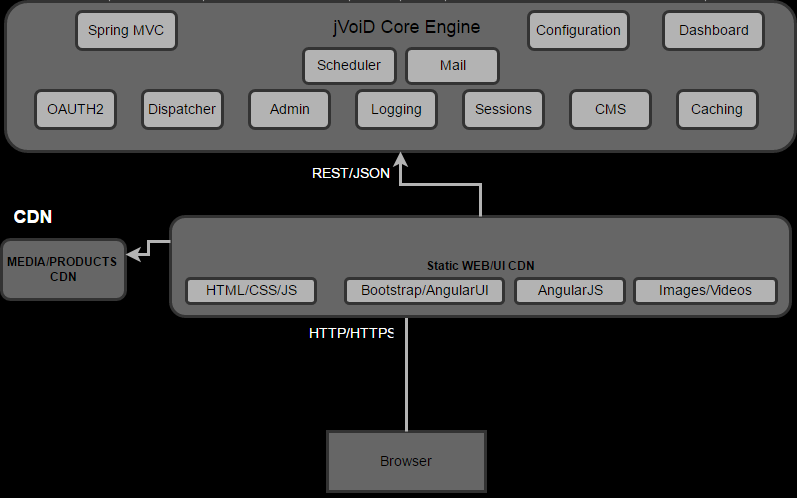 jVoiD Core Engine
Spring MVC
Configuration
Dashboard
Scheduler
Mail
OAUTH2
Dispatcher
Admin
Logging
Sessions
CMS
Caching
REST/JSON
CDN
MEDIA/PRODUCTS
CDN
Static WEB/UI CDN
HTML/CSS/JS
Bootstrap/AngularUI
AngularJS
Images/Videos
HTTP/HTTPS
Browser